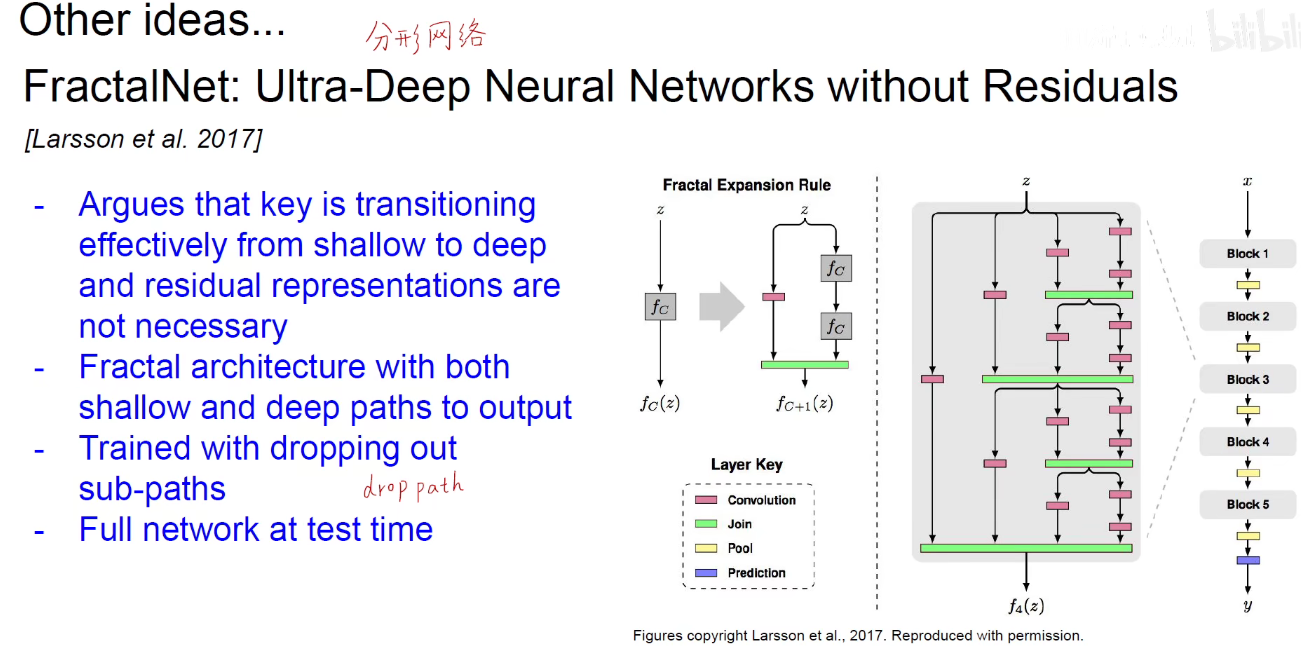 Other ideas...
分形网络
bilibili
FractalNet: Ultra-Deep Neural Networks without Residuals
[Larsson et al. 2017]
- Argues that key is transitioning
effectively from shallow to deep
and residual representations are
not necessary
- Fractal architecture with both
shallow and deep paths to output
- Trained with dropping out
sub-paths
drop path
- Full network at test time
Fractal Expansion Rule
z
z
f_C
f_C
f_C
f_C(z)
f_{C+1}(z)
Layer Key
Convolution
Join
Pool
Prediction
z
f_4(z)
x
Block 1
Block 2
Block 3
Block 4
Block 5
y
Figures copyright Larsson et al., 2017. Reproduced with permission.